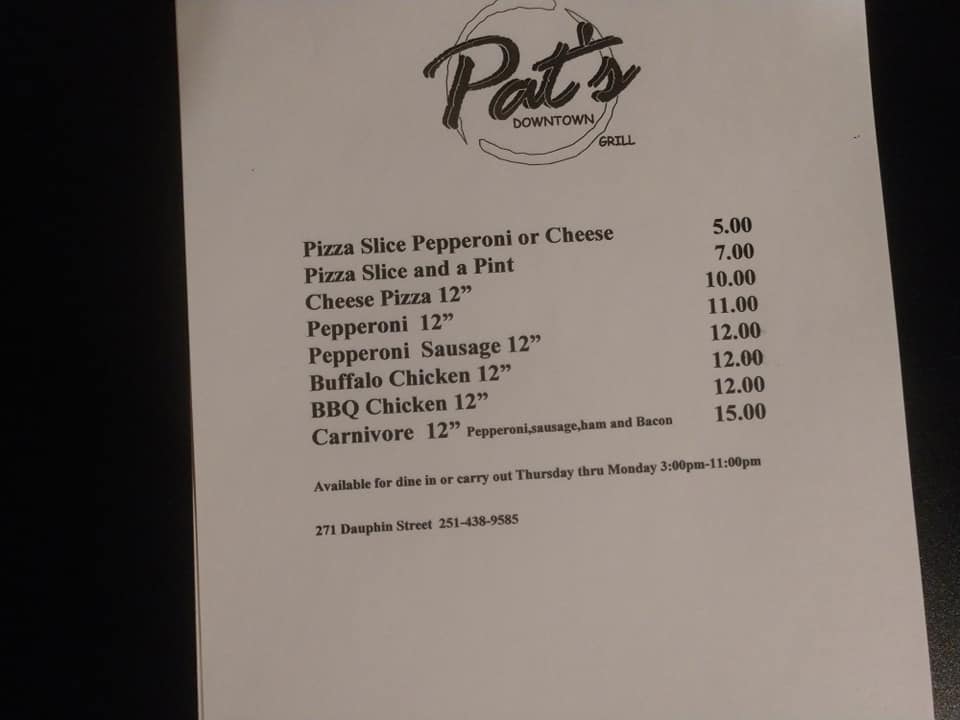 Pat's
DOWNTOWN
GRILL
Pizza Slice Pepperoni or Cheese 5.00
Pizza Slice and a Pint 7.00
Cheese Pizza 12” 10.00
Pepperoni 12” 11.00
Pepperoni Sausage 12” 12.00
Buffalo Chicken 12” 12.00
BBQ Chicken 12” 12.00
Carnivore 12” Pepperoni,sausage,ham and Bacon 15.00
Available for dine in or carry out Thursday thru Monday 3:00pm-11:00pm
271 Dauphin Street 251-438-9585